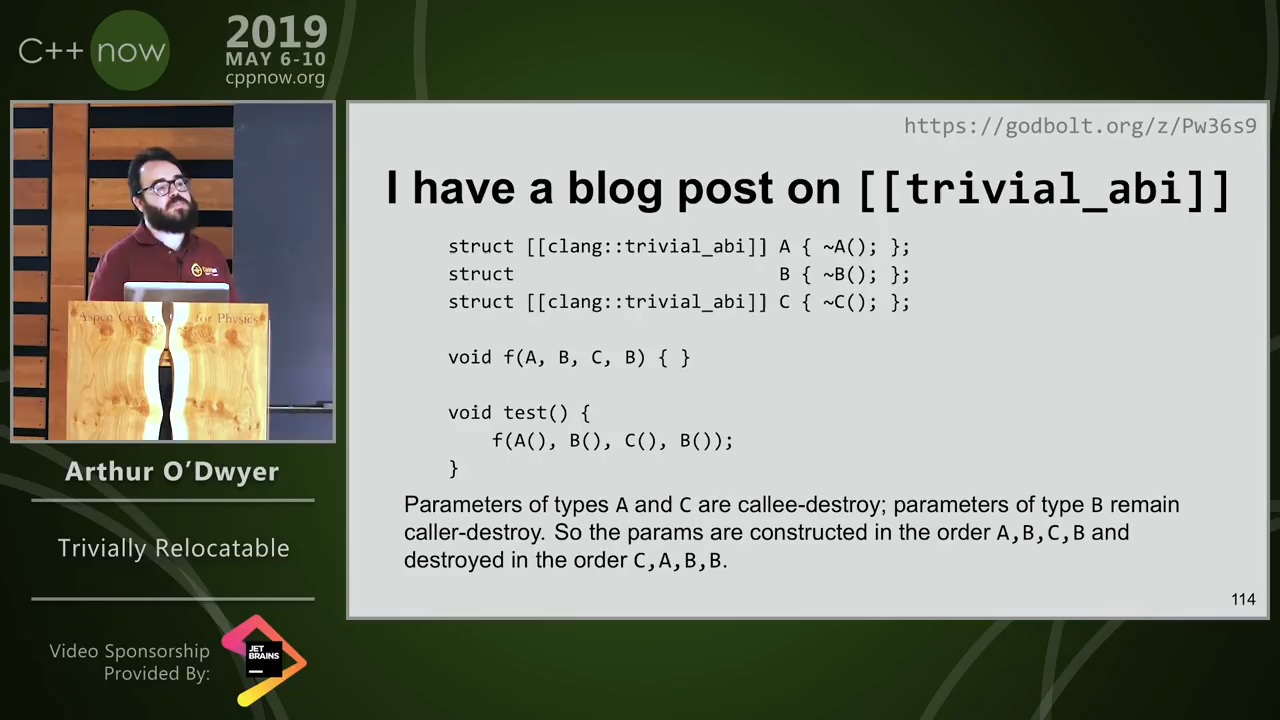 C++ now
2019
MAY 6-10
cppnow.org
Aspen Center for Physics
Arthur O’Dwyer
Trivially Relocatable
Video Sponsorship
Provided By:
JET
BRAINS
https://godbolt.org/z/Pw36s9
I have a blog post on [[trivial_abi]]
struct [[clang::trivial_abi]] A { ~A(); };
struct B { ~B(); };
struct [[clang::trivial_abi]] C { ~C(); };
void f(A, B, C, B) { }
void test() {
f(A(), B(), C(), B());
}
Parameters of types A and C are callee-destroy; parameters of type B remain
caller-destroy. So the params are constructed in the order A,B,C,B and
destroyed in the order C,A,B,B.
114